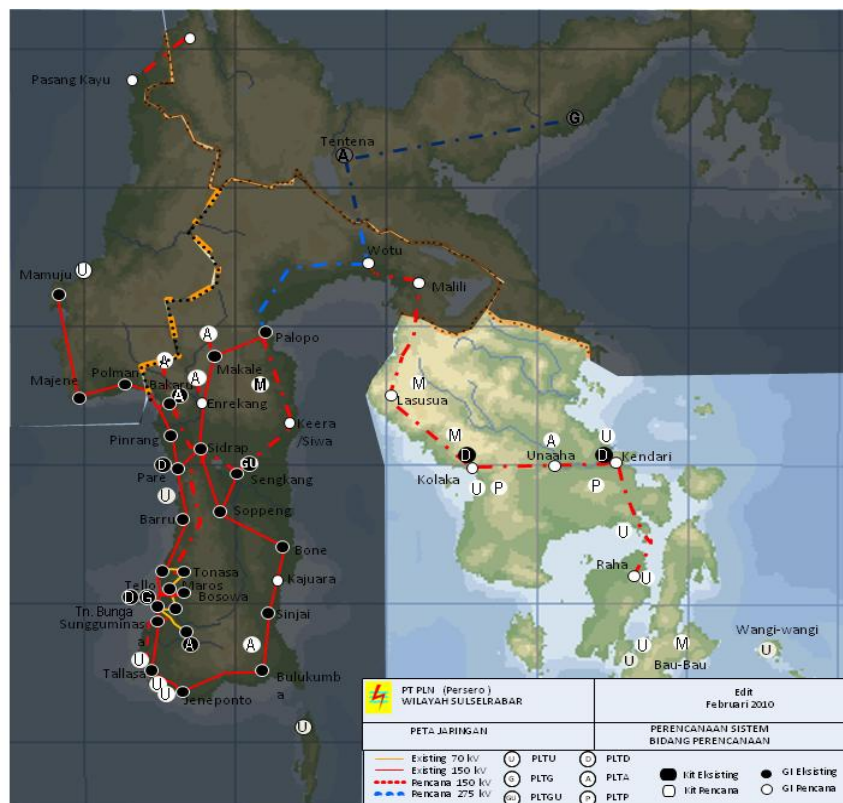 Pasang Kayu
G
Tentena
A
Wotu
U
Mamuju
Malili
A
Palopo
A
Makale
Polman
Bakaru
A
A
M
M
Majene
Enrekang
Lasusua
Keera
/Siwa
Pinrang
M
A
U
Sidrap
D
D
D
GU
Unaaha
Kendari
Pare
Sengkang
Kolaka
U
U
P
P
Barru
Soppeng
U
Bone
Raha
U
Tonasa
Kajuara
Tello
Maros
D
G
Bosowa
Tn. Bunga
Sinjai
Sungguminas
a
A
A
U
M
Wangi-wangi
U
U
U
Bau-Bau
Tallasa
Bulukumb
a
U
U
Jeneponto
U
PT PLN (Persero )
WILAYAH SULSELRABAR
Edit
Februari 2010
PETA JARINGAN
PERENCANAAN SISTEM
BIDANG PERENCANAAN
Existing 70 kV
Existing 150 kV
Rencana 150 kV
Rencana 275 kV
U PLTU
G PLTG
GU PLTGU
D PLTD
A PLTA
P PLTP
Kit Eksisting
Kit Rencana
GI Eksisting
GI Rencana